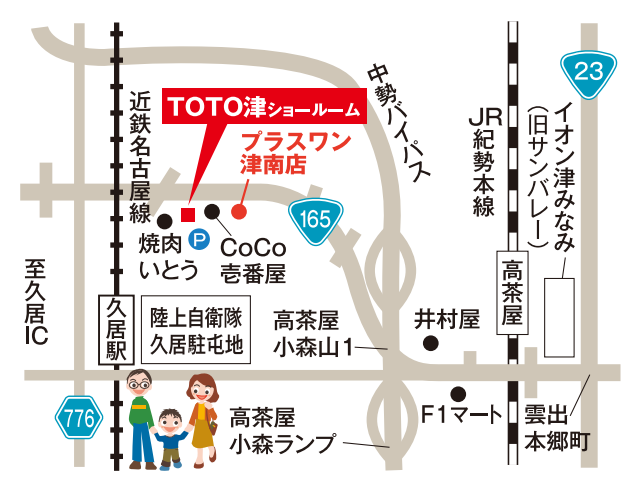 近鉄名古屋線
TOTO津ショールーム
プラスワン
津南店
中勢バイパス
JR紀勢本線
23
イオン津みなみ
(旧サンバレー)
165
P
焼肉
いとう
CoCo
壱番屋
至久居IC
久居駅
陸上自衛隊
久居駐屯地
高茶屋
小森山1
井村屋
高茶屋
776
高茶屋
小森ランプ
F1マート
雲出
本郷町